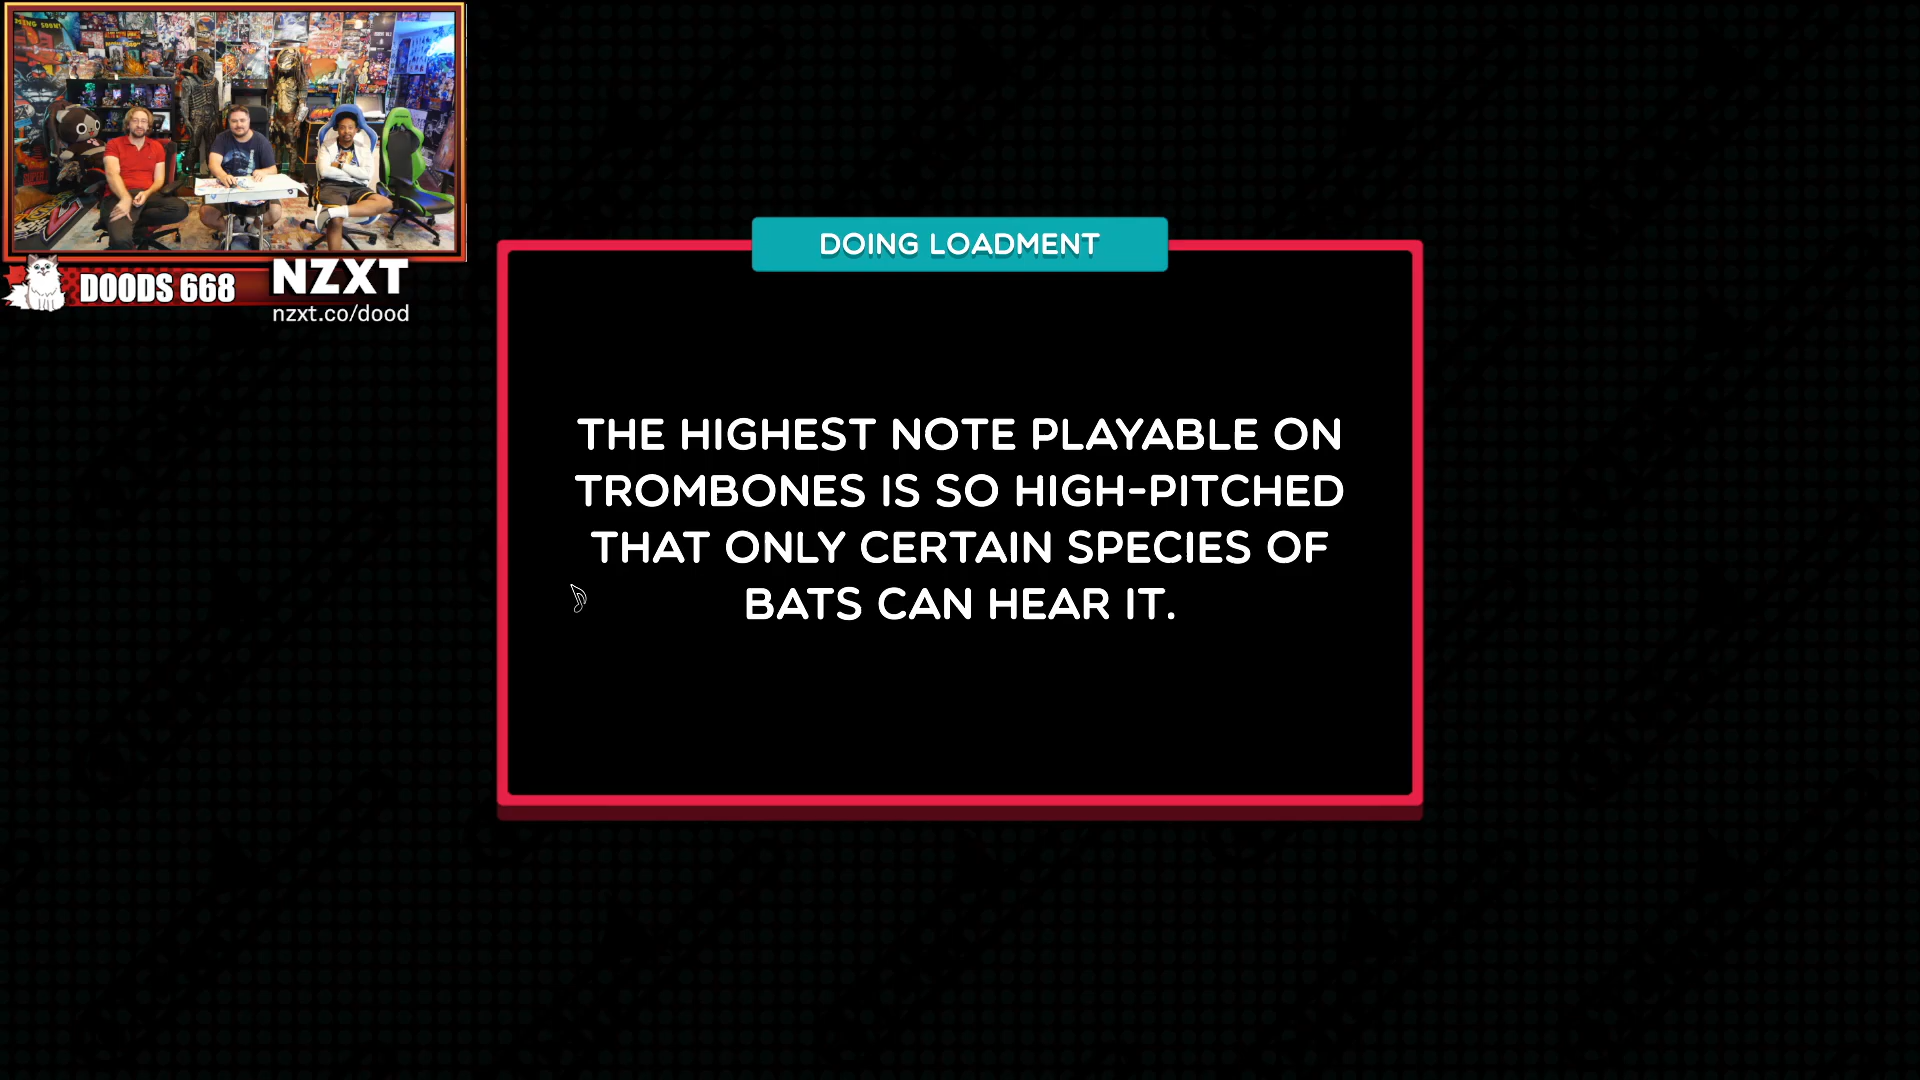 DOODS 668
NZXT
nzxt.co/dood
DOING LOADMENT
THE HIGHEST NOTE PLAYABLE ON
TROMBONES IS SO HIGH-PITCHED
THAT ONLY CERTAIN SPECIES OF
BATS CAN HEAR IT.